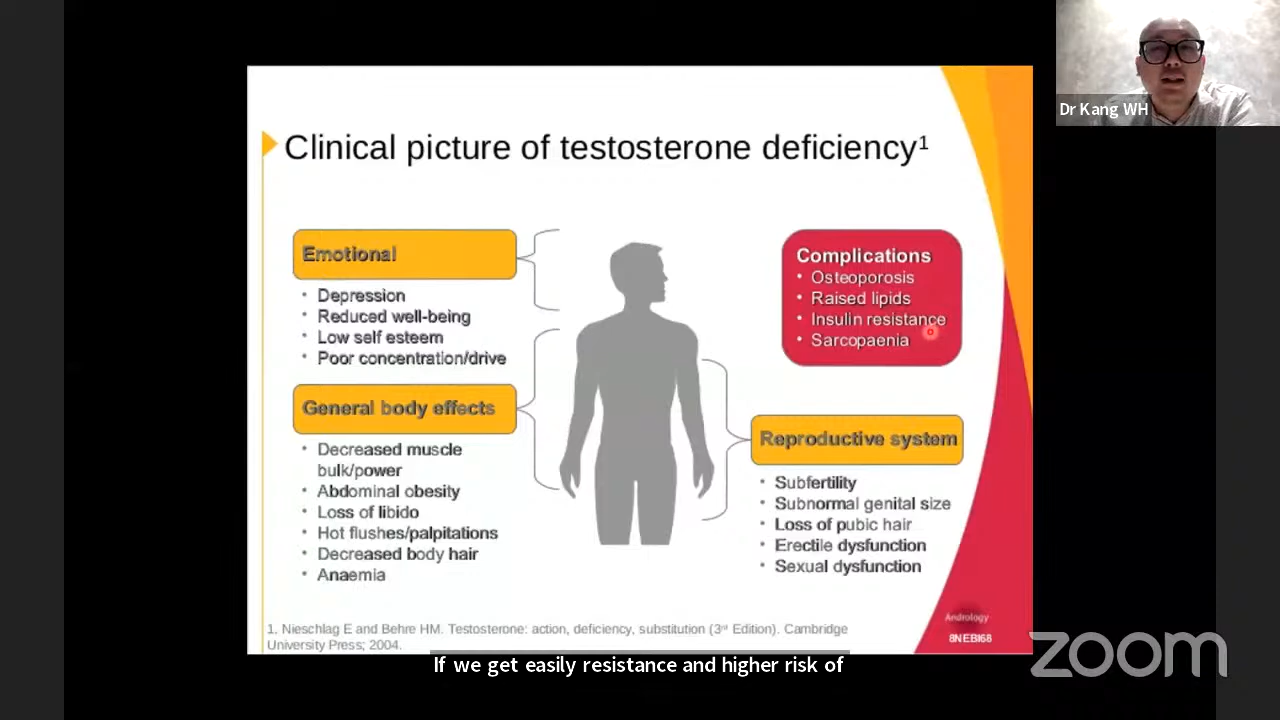 Dr Kang WH
Clinical picture of testosterone deficiency¹
Emotional
• Depression
• Reduced well-being
• Low self esteem
• Poor concentration/drive
General body effects
• Decreased muscle
bulk/power
• Abdominal obesity
• Loss of libido
• Hot flushes/palpitations
• Decreased body hair
• Anaemia
Complications
• Osteoporosis
• Raised lipids
• Insulin resistance
• Sarcopaenia
Reproductive system
• Subfertility
• Subnormal genital size
• Loss of pubic hair
• Erectile dysfunction
• Sexual dysfunction
1. Nieschlag E and Behre HM. Testosterone: action, deficiency, substitution (3rd Edition). Cambridge
University Press; 2004.
Andrology
8NEBI68
If we get easily resistance and higher risk of
zoom